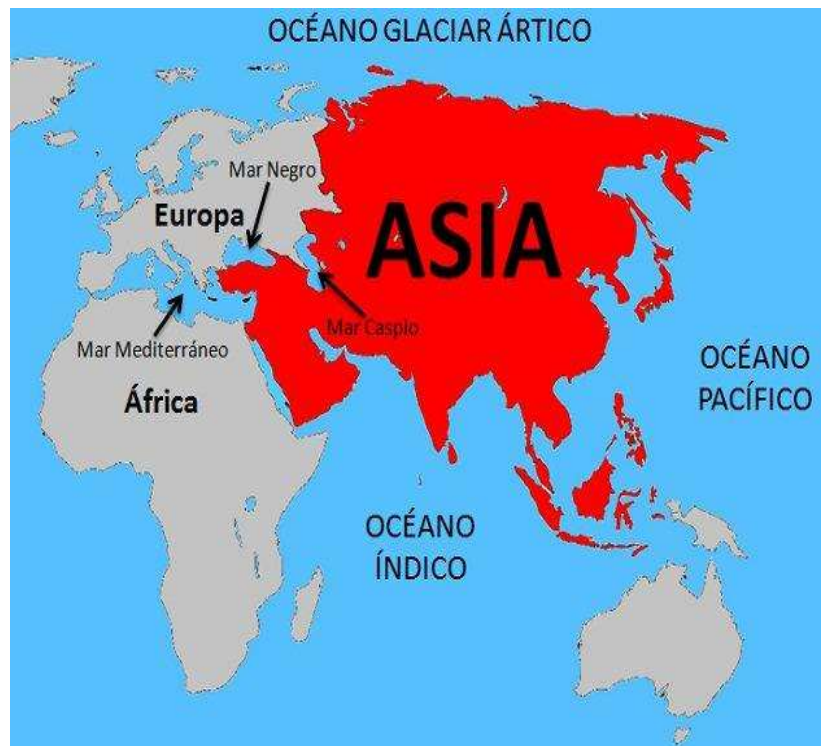 OCÉANO GLACIAR ÁRTICO
Mar Negro
Europa
ASIA
Mar Caspio
Mar Mediterráneo
África
OCÉANO
PACÍFICO
OCÉANO
ÍNDICO